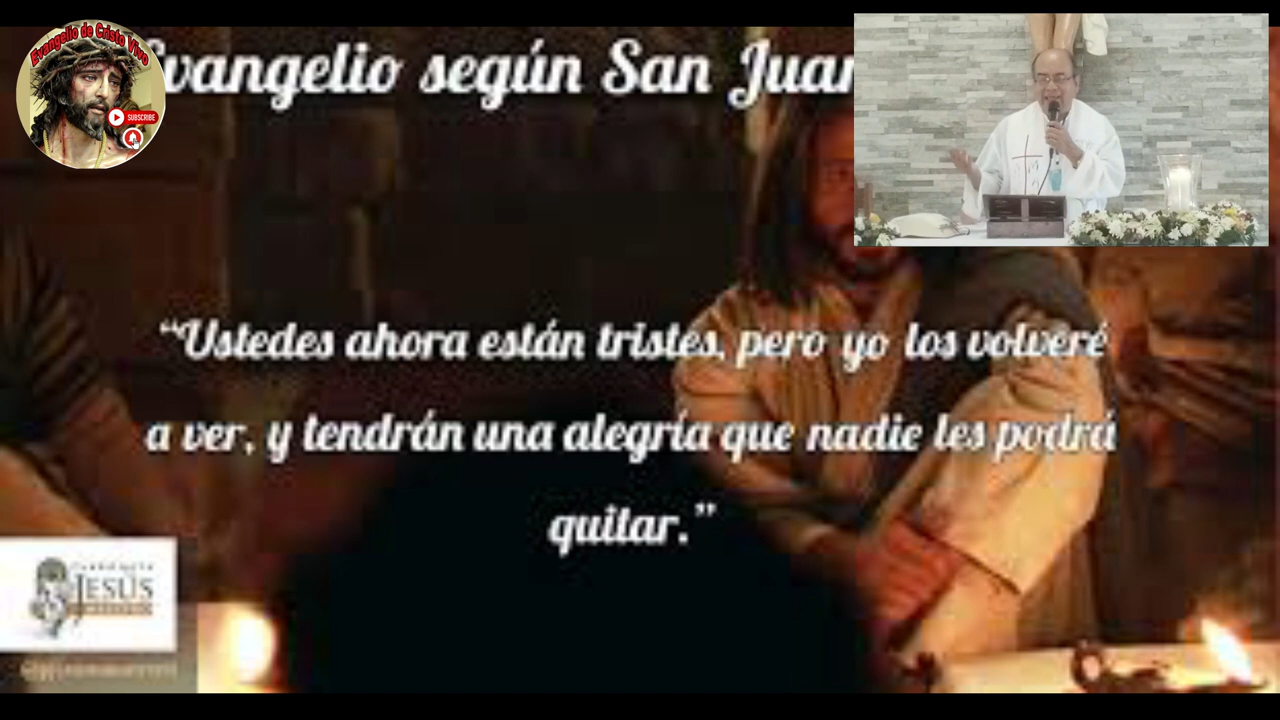 Evangelio de Cristo Vivo
SUBSCRIBE
Evangelio según San Juan
“Ustedes ahora están tristes, pero yo los volveré
a ver, y tendrán una alegría que nadie les podrá
quitar.”
JESÚS